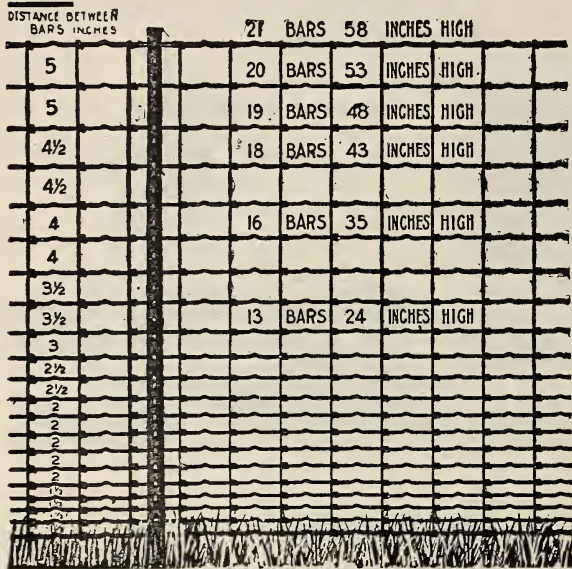 DISTANCE BETWEEN
BARS INCHES
21 BARS 58 INCHES HIGH
5
20 BARS 53 INCHES HIGH
5
19 BARS 48 INCHES HIGH
4½
18 BARS 43 INCHES HIGH
4½
4
16 BARS 35 INCHES HIGH
4
3½
3½
13 BARS 24 INCHES HIGH
3
2½
2½
2
2
2
2
2